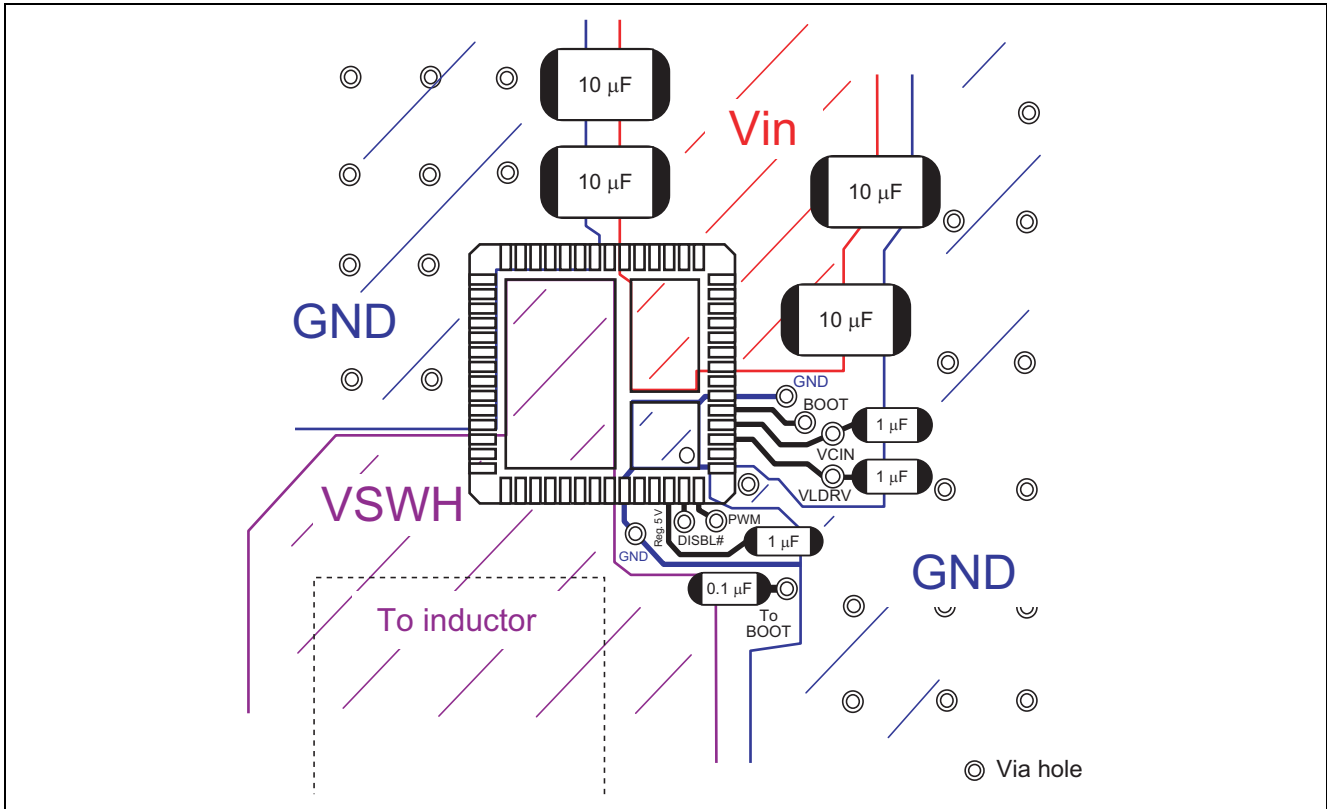 10 µF
10 µF
Vin
10 µF
10 µF
GND
GND
BOOT
1 µF
VCIN
1 µF
VLDRV
VSWH
Reg. 5 V
PWM
DISBL#
GND
1 µF
GND
0.1 µF
To
BOOT
To inductor
Via hole